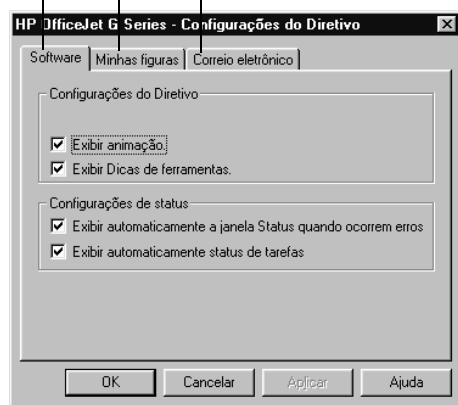 HP OfficeJet G Series - Configurações do Diretivo
Software Minhas figuras Correio eletrônico
Configurações do Diretivo
Exibir animação.
Exibir Dicas de ferramentas.
Configurações de status
Exibir automaticamente a janela Status quando ocorrem erros
Exibir automaticamente status de tarefas
OK Cancelar Aplicar Ajuda